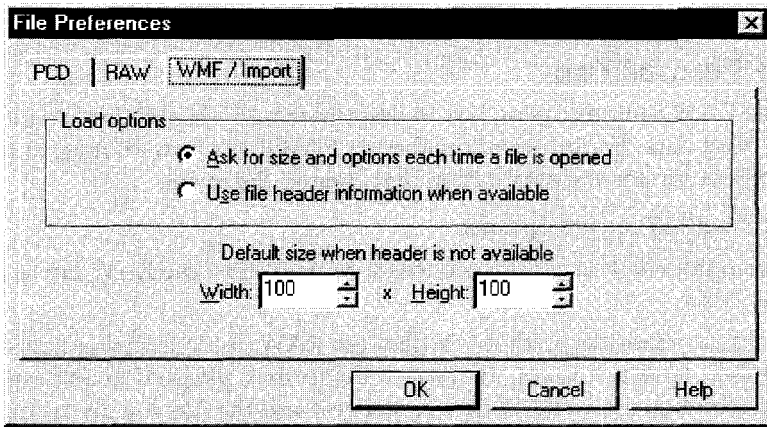 File Preferences
PCD RAW WMF / Import
Load options
Ask for size and options each time a file is opened
Use file header information when available
Default size when header is not available
Width: 100 x Height: 100
OK Cancel Help